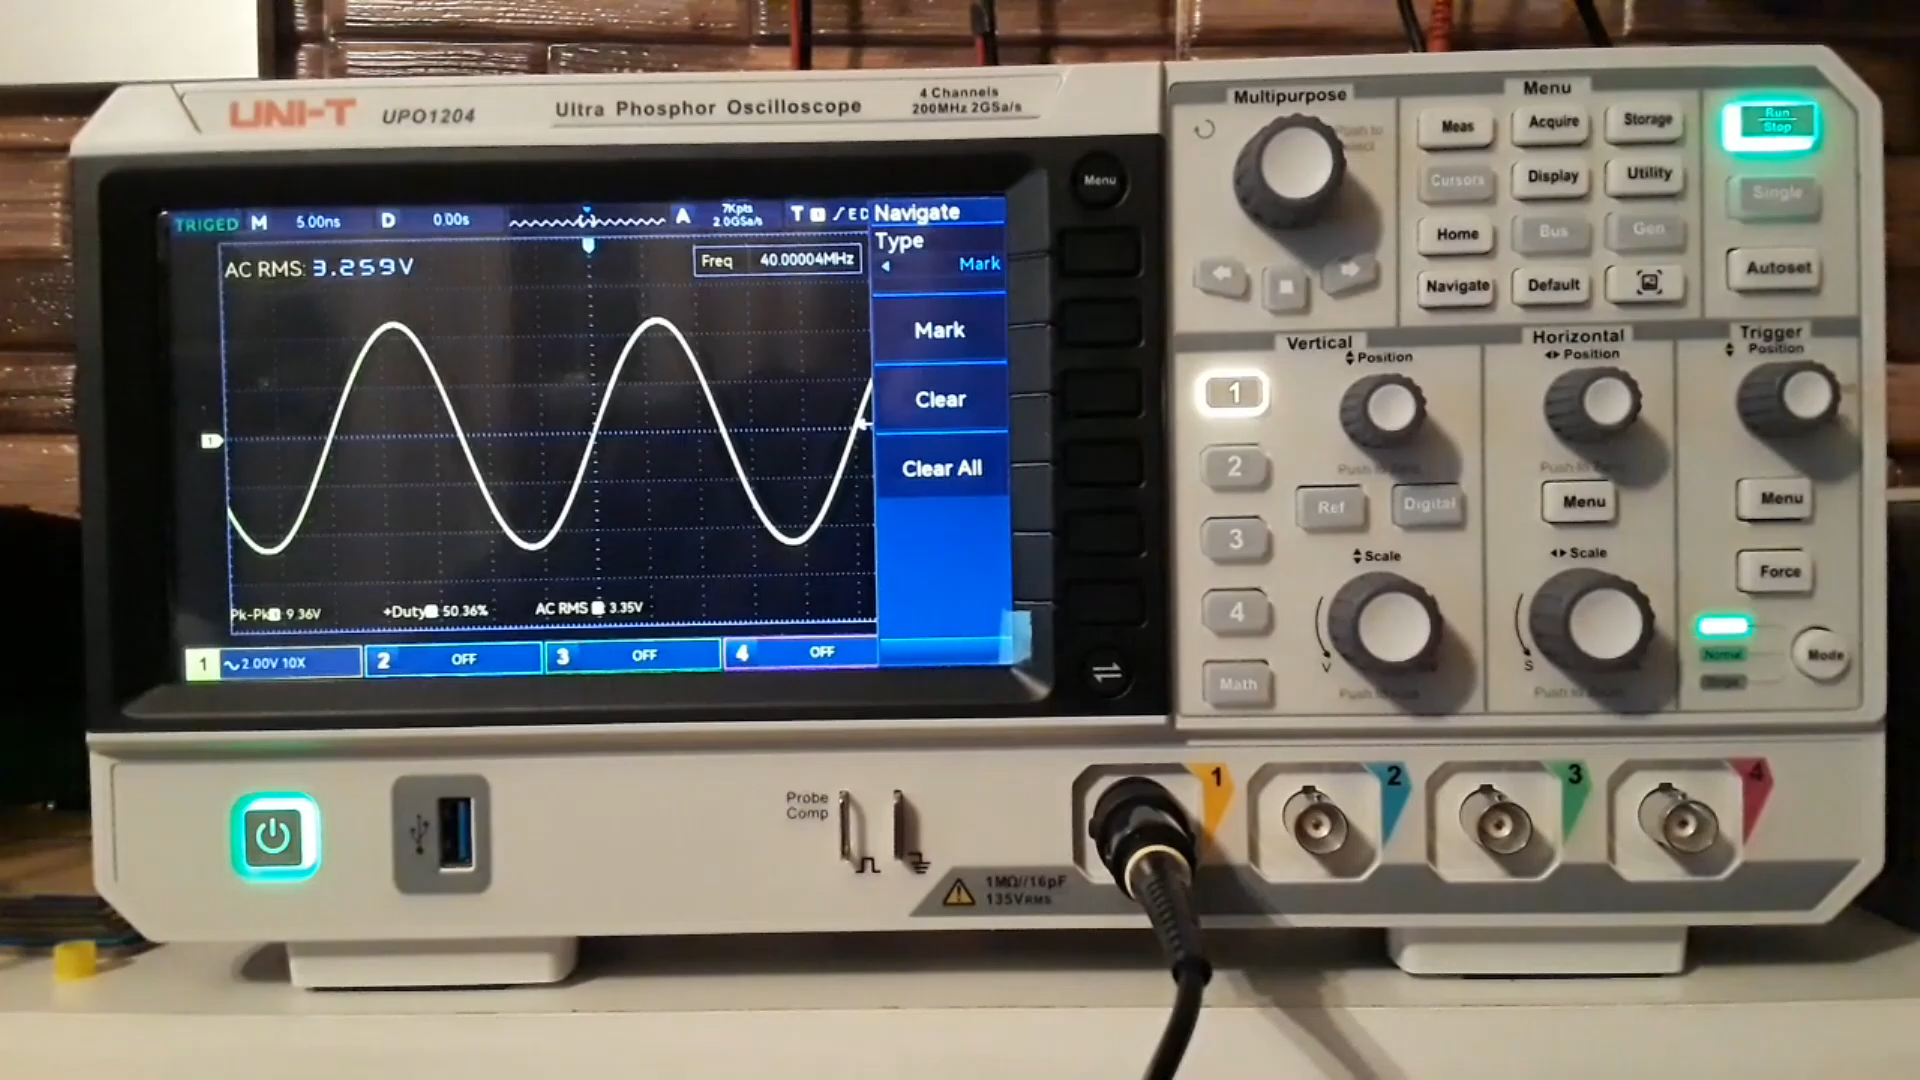 UNI-T UPO1204 Ultra Phosphor Oscilloscope 4 Channels
200MHz 2GSa/s
TRIGED M 5.00ns D 0.00s A 7Kpts
2.0GSa/s
T
Navigate
Type
Mark
Mark
Clear
Clear All
AC RMS: 3.259V
Freq 40.00004MHz
1
9.36V
+Duty 50.36%
AC RMS 3.35V
1 2.00V 10X
2 OFF
3 OFF
4 OFF
Menu
Multipurpose
Push to
Select
Menu
Meas Acquire Storage
Cursors Display Utility
Home Bus Gen
Navigate Default
Run
Stop
Single
Autoset
Vertical
Position
1
2
3
4
Math
Ref Digital
Scale
V
Horizontal
Position
Menu
Scale
S
Trigger
Position
Menu
Force
Normal
Mode
Probe
Comp
1MΩ//16pF
135VRMS
1
2
3
4